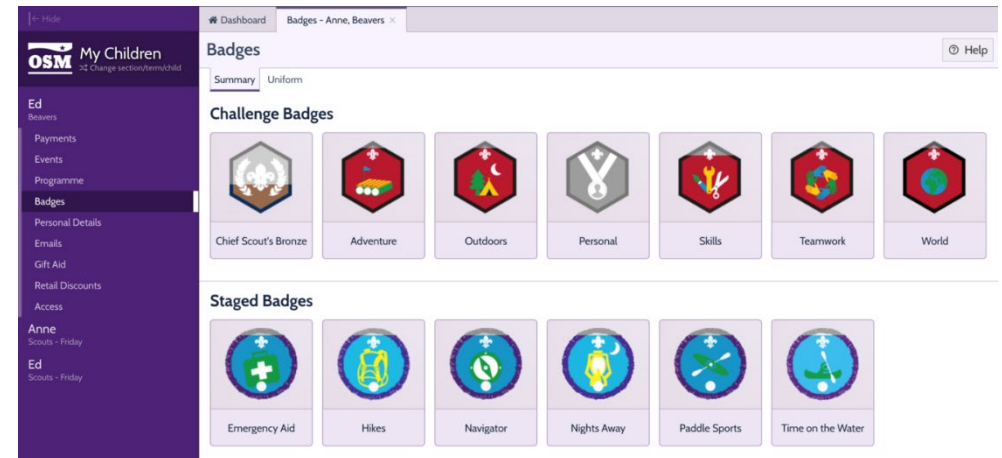 |← Hide
Dashboard
Badges - Anne, Beavers ×
OSM
My Children
Change section/term/child
Badges
Help
Summary
Uniform
Ed
Beavers
Payments
Events
Programme
Badges
Personal Details
Emails
Gift Aid
Retail Discounts
Access
Anne
Scouts - Friday
Ed
Scouts - Friday
Challenge Badges
Chief Scout's Bronze
Adventure
Outdoors
Personal
Skills
Teamwork
World
Staged Badges
Emergency Aid
Hikes
Navigator
Nights Away
Paddle Sports
Time on the Water